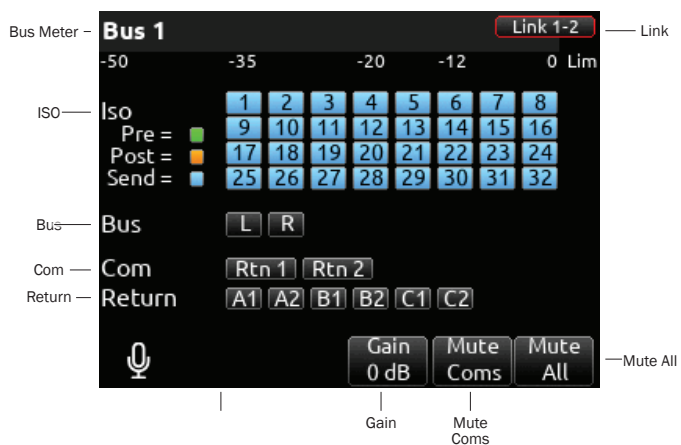 Bus Meter
Bus 1
Link 1-2
Link
-50 -35 -20 -12 0 Lim
ISO
Iso
1 2 3 4 5 6 7 8
Pre =
9 10 11 12 13 14 15 16
Post =
17 18 19 20 21 22 23 24
Send =
25 26 27 28 29 30 31 32
Bus
Bus
L R
Com
Com
Rtn 1 Rtn 2
Return
Return
A1 A2 B1 B2 C1 C2
Gain
0 dB
Mute
Coms
Mute
All
Mute All
Gain
Mute
Coms